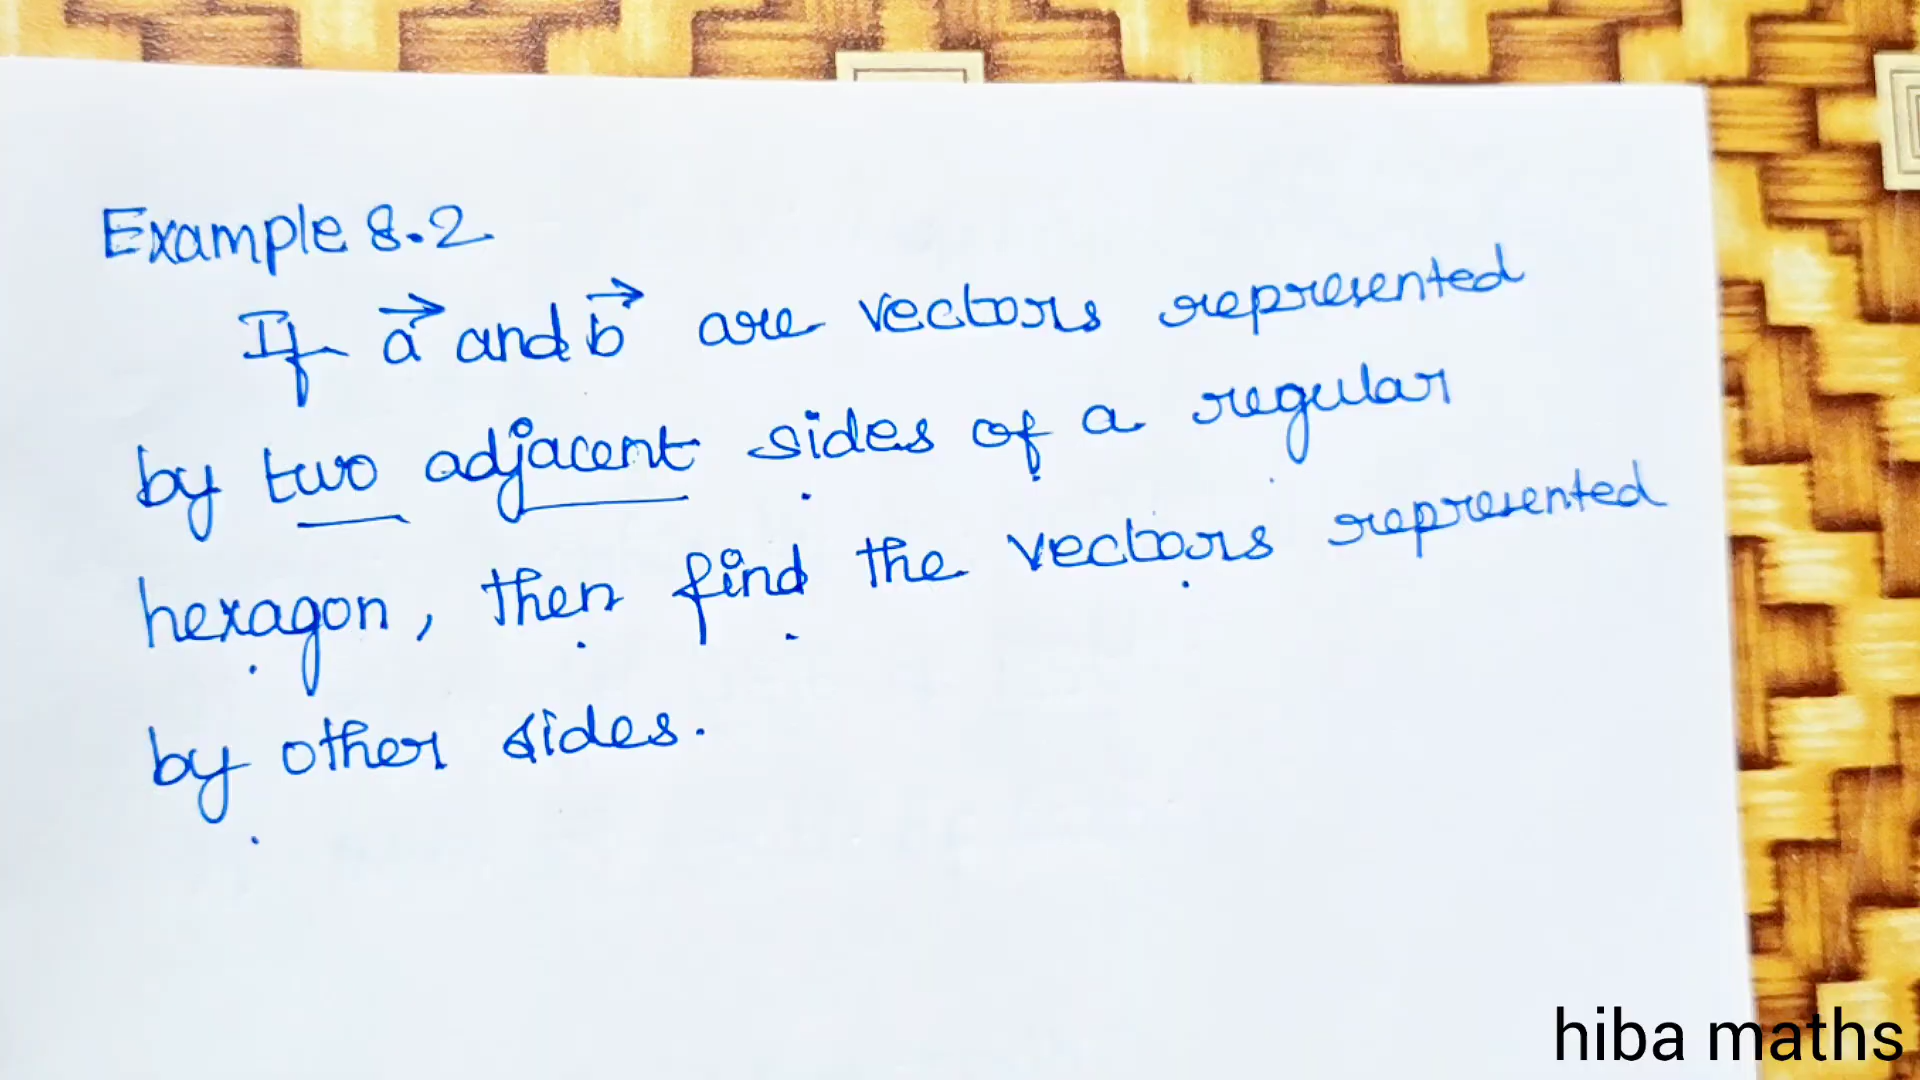 Example 8.2
If a⃗ and b⃗ are vectors represented
by two adjacent sides of a regular
hexagon, then find the vectors represented
by other sides.
hiba maths